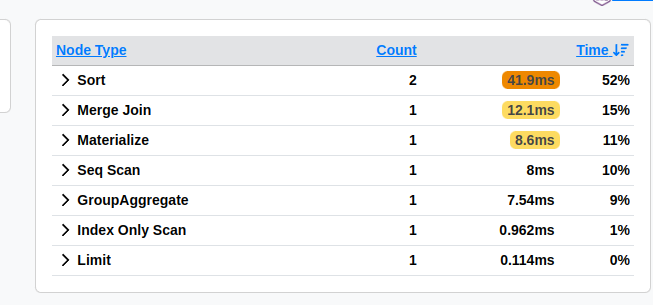 Node Type Count Time
Sort 2 41.9ms 52%
Merge Join 1 12.1ms 15%
Materialize 1 8.6ms 11%
Seq Scan 1 8ms 10%
GroupAggregate 1 7.54ms 9%
Index Only Scan 1 0.962ms 1%
Limit 1 0.114ms 0%